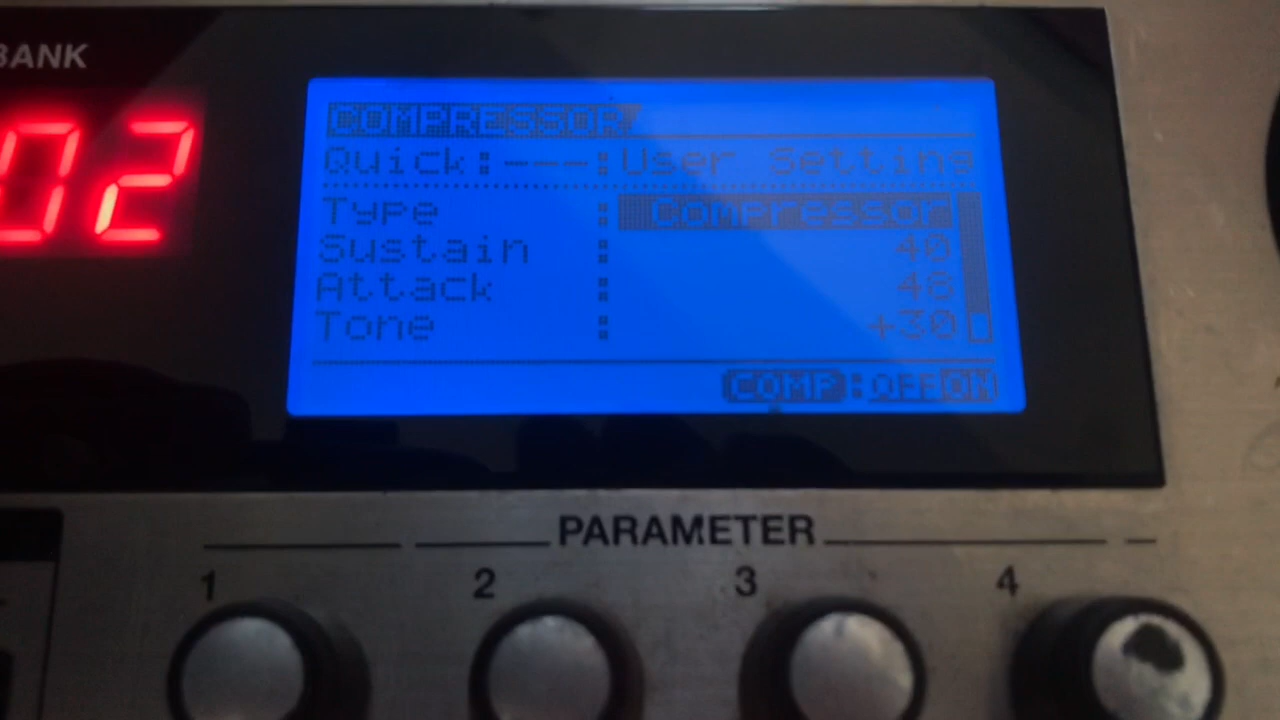 BANK
02
COMPRESSOR
Quick:---:User Setting
Type : Compressor
Sustain : 40
Attack : 48
Tone : +30
COMP:OFF ON
PARAMETER
1 2 3 4